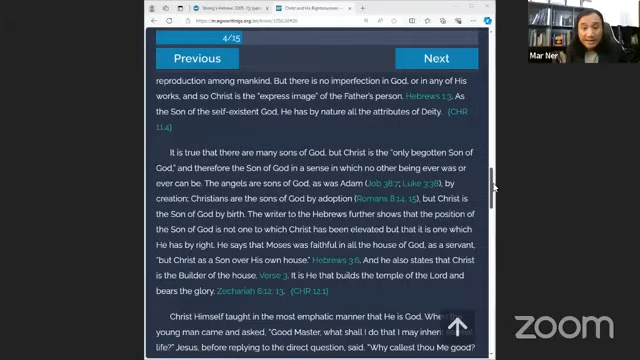 Christ and His Righteousness —
https://m.egwritings.org/en/book/
4/15
Previous
Next
reproduction among mankind. But there is no imperfection in God, or in any of His
works, and so Christ is the "express image" of the Father's person. Hebrews 1:3. As
the Son of the self-existent God, He has by nature all the attributes of Deity. {CHR
11.4}
It is true that there are many sons of God, but Christ is the "only begotten Son of
God," and therefore the Son of God in a sense in which no other being ever was or
ever can be. The angels are sons of God, as was Adam (Job 38:7; Luke 3:38), by
creation; Christians are the sons of God by adoption (Romans 8:14, 15), but Christ is
the Son of God by birth. The writer to the Hebrews further shows that the position of
the Son of God is not one to which Christ has been elevated but that it is one which
He has by right. He says that Moses was faithful in all the house of God, as a servant,
"but Christ as a Son over His own house." Hebrews 3:6. And he also states that Christ
is the Builder of the house. Verse 3. It is He that builds the temple of the Lord and
bears the glory. Zechariah 6:12, 13. {CHR 12.1}
Christ Himself taught in the most emphatic manner that He is God. When the
young man came and asked, "Good Master, what shall I do that I may inherit
life?" Jesus, before replying to the direct question, said, "Why callest thou Me good?
Mar Ner
zoom